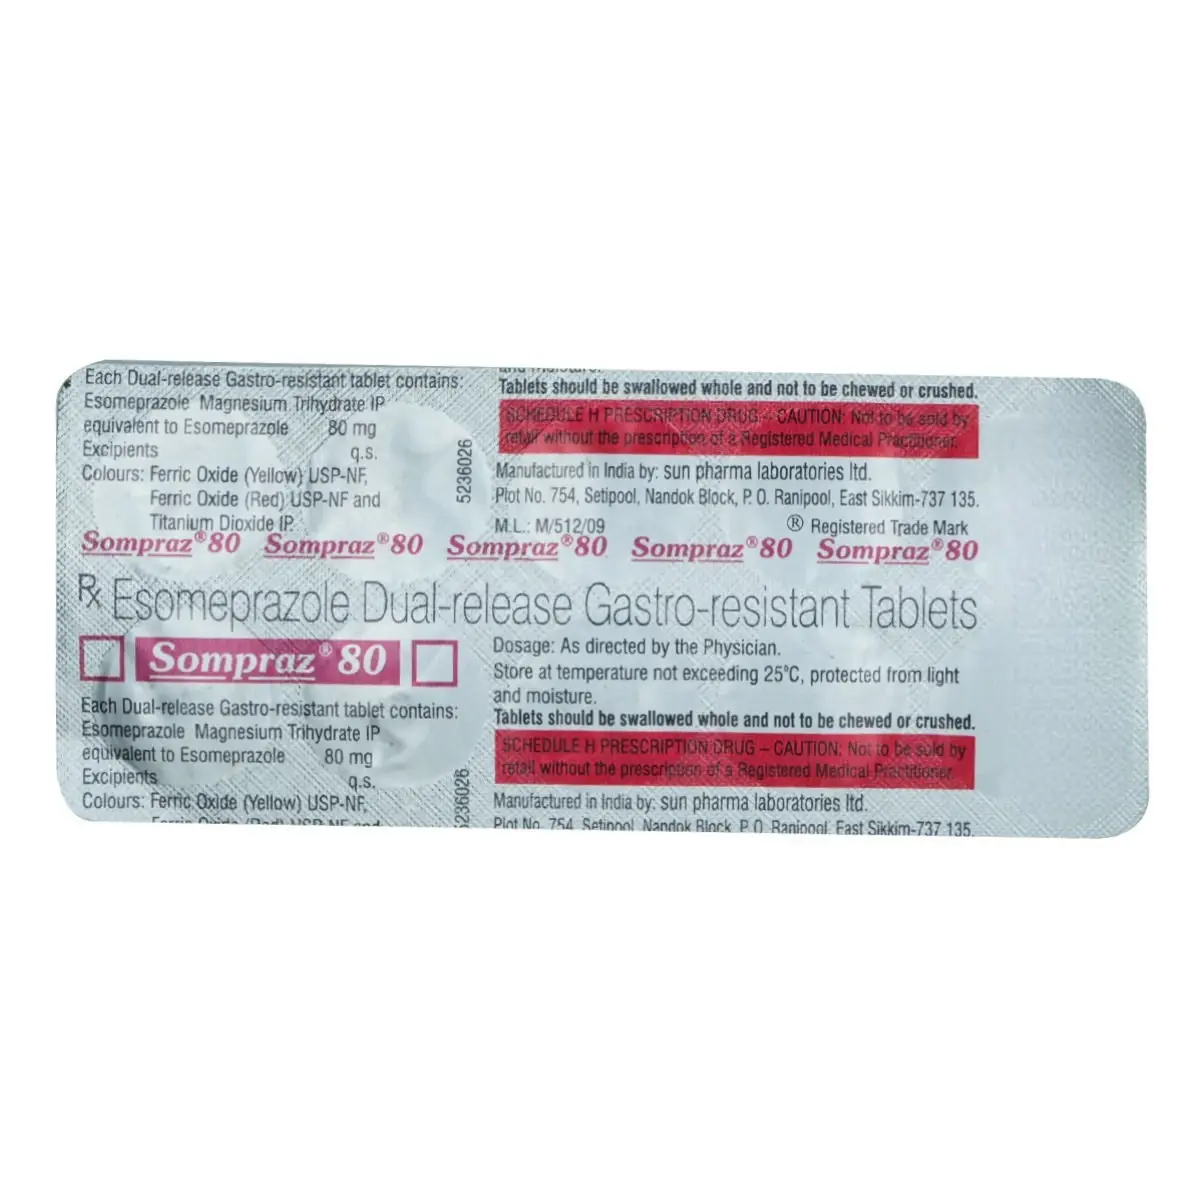 and moisture.
Each Dual-release Gastro-resistant tablet contains:
Esomeprazole Magnesium Trihydrate IP
equivalent to Esomeprazole 80 mg
Excipients q.s.
Colours: Ferric Oxide (Yellow) USP-NF,
Ferric Oxide (Red) USP-NF and
Titanium Dioxide IP.
5236026
Tablets should be swallowed whole and not to be chewed or crushed.
SCHEDULE H PRESCRIPTION DRUG – CAUTION: Not to be sold by
retail without the prescription of a Registered Medical Practitioner.
Manufactured in India by: sun pharma laboratories ltd.
Plot No. 754, Setipool, Nandok Block, P. O. Ranipool, East Sikkim-737 135.
M.L.: M/512/09 ® Registered Trade Mark
Sompraz®80 Sompraz®80 Sompraz®80 Sompraz®80 Sompraz®80
Rx Esomeprazole Dual-release Gastro-resistant Tablets
Sompraz®80
Each Dual-release Gastro-resistant tablet contains:
Esomeprazole Magnesium Trihydrate IP
equivalent to Esomeprazole 80 mg
Excipients q.s.
Colours: Ferric Oxide (Yellow) USP-NF,
Ferric Oxide (Red) USP-NF and
5236026
Dosage: As directed by the Physician.
Store at temperature not exceeding 25°C, protected from light
and moisture.
Tablets should be swallowed whole and not to be chewed or crushed.
SCHEDULE H PRESCRIPTION DRUG – CAUTION: Not to be sold by
retail without the prescription of a Registered Medical Practitioner.
Manufactured in India by: sun pharma laboratories ltd.
Plot No. 754, Setipool, Nandok Block, P. O. Ranipool, East Sikkim-737 135.